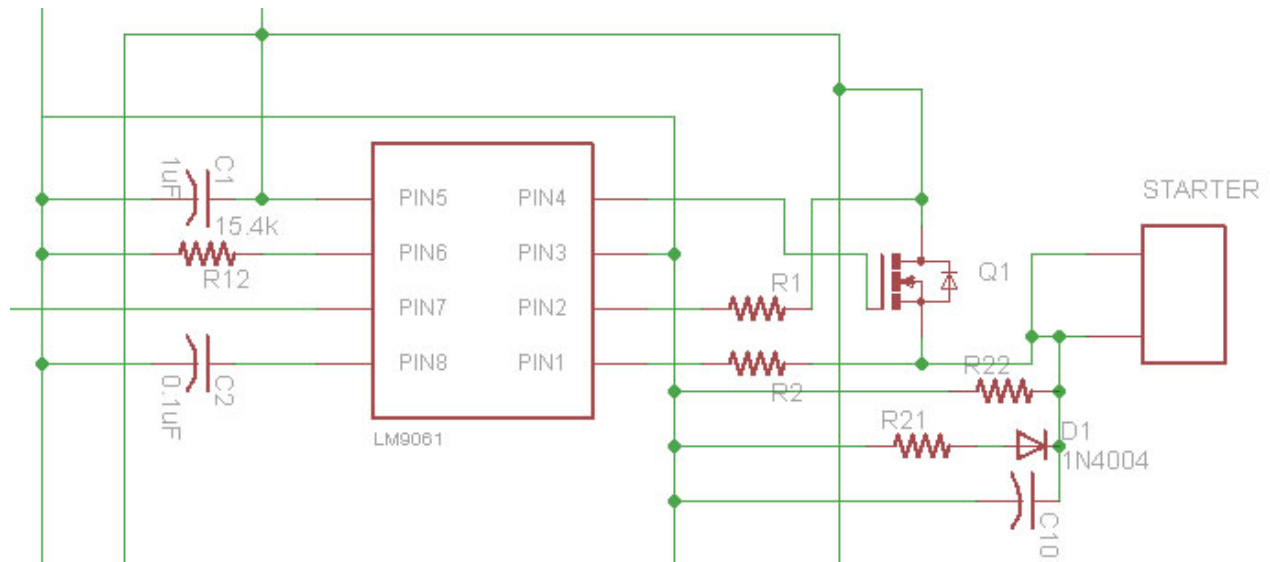 C1
1uF
15.4k
R12
C2
0.1uF
PIN5
PIN4
PIN6
PIN3
PIN7
PIN2
PIN8
PIN1
LM9061
R1
R2
Q1
STARTER
R22
R21
D1
1N4004
C10